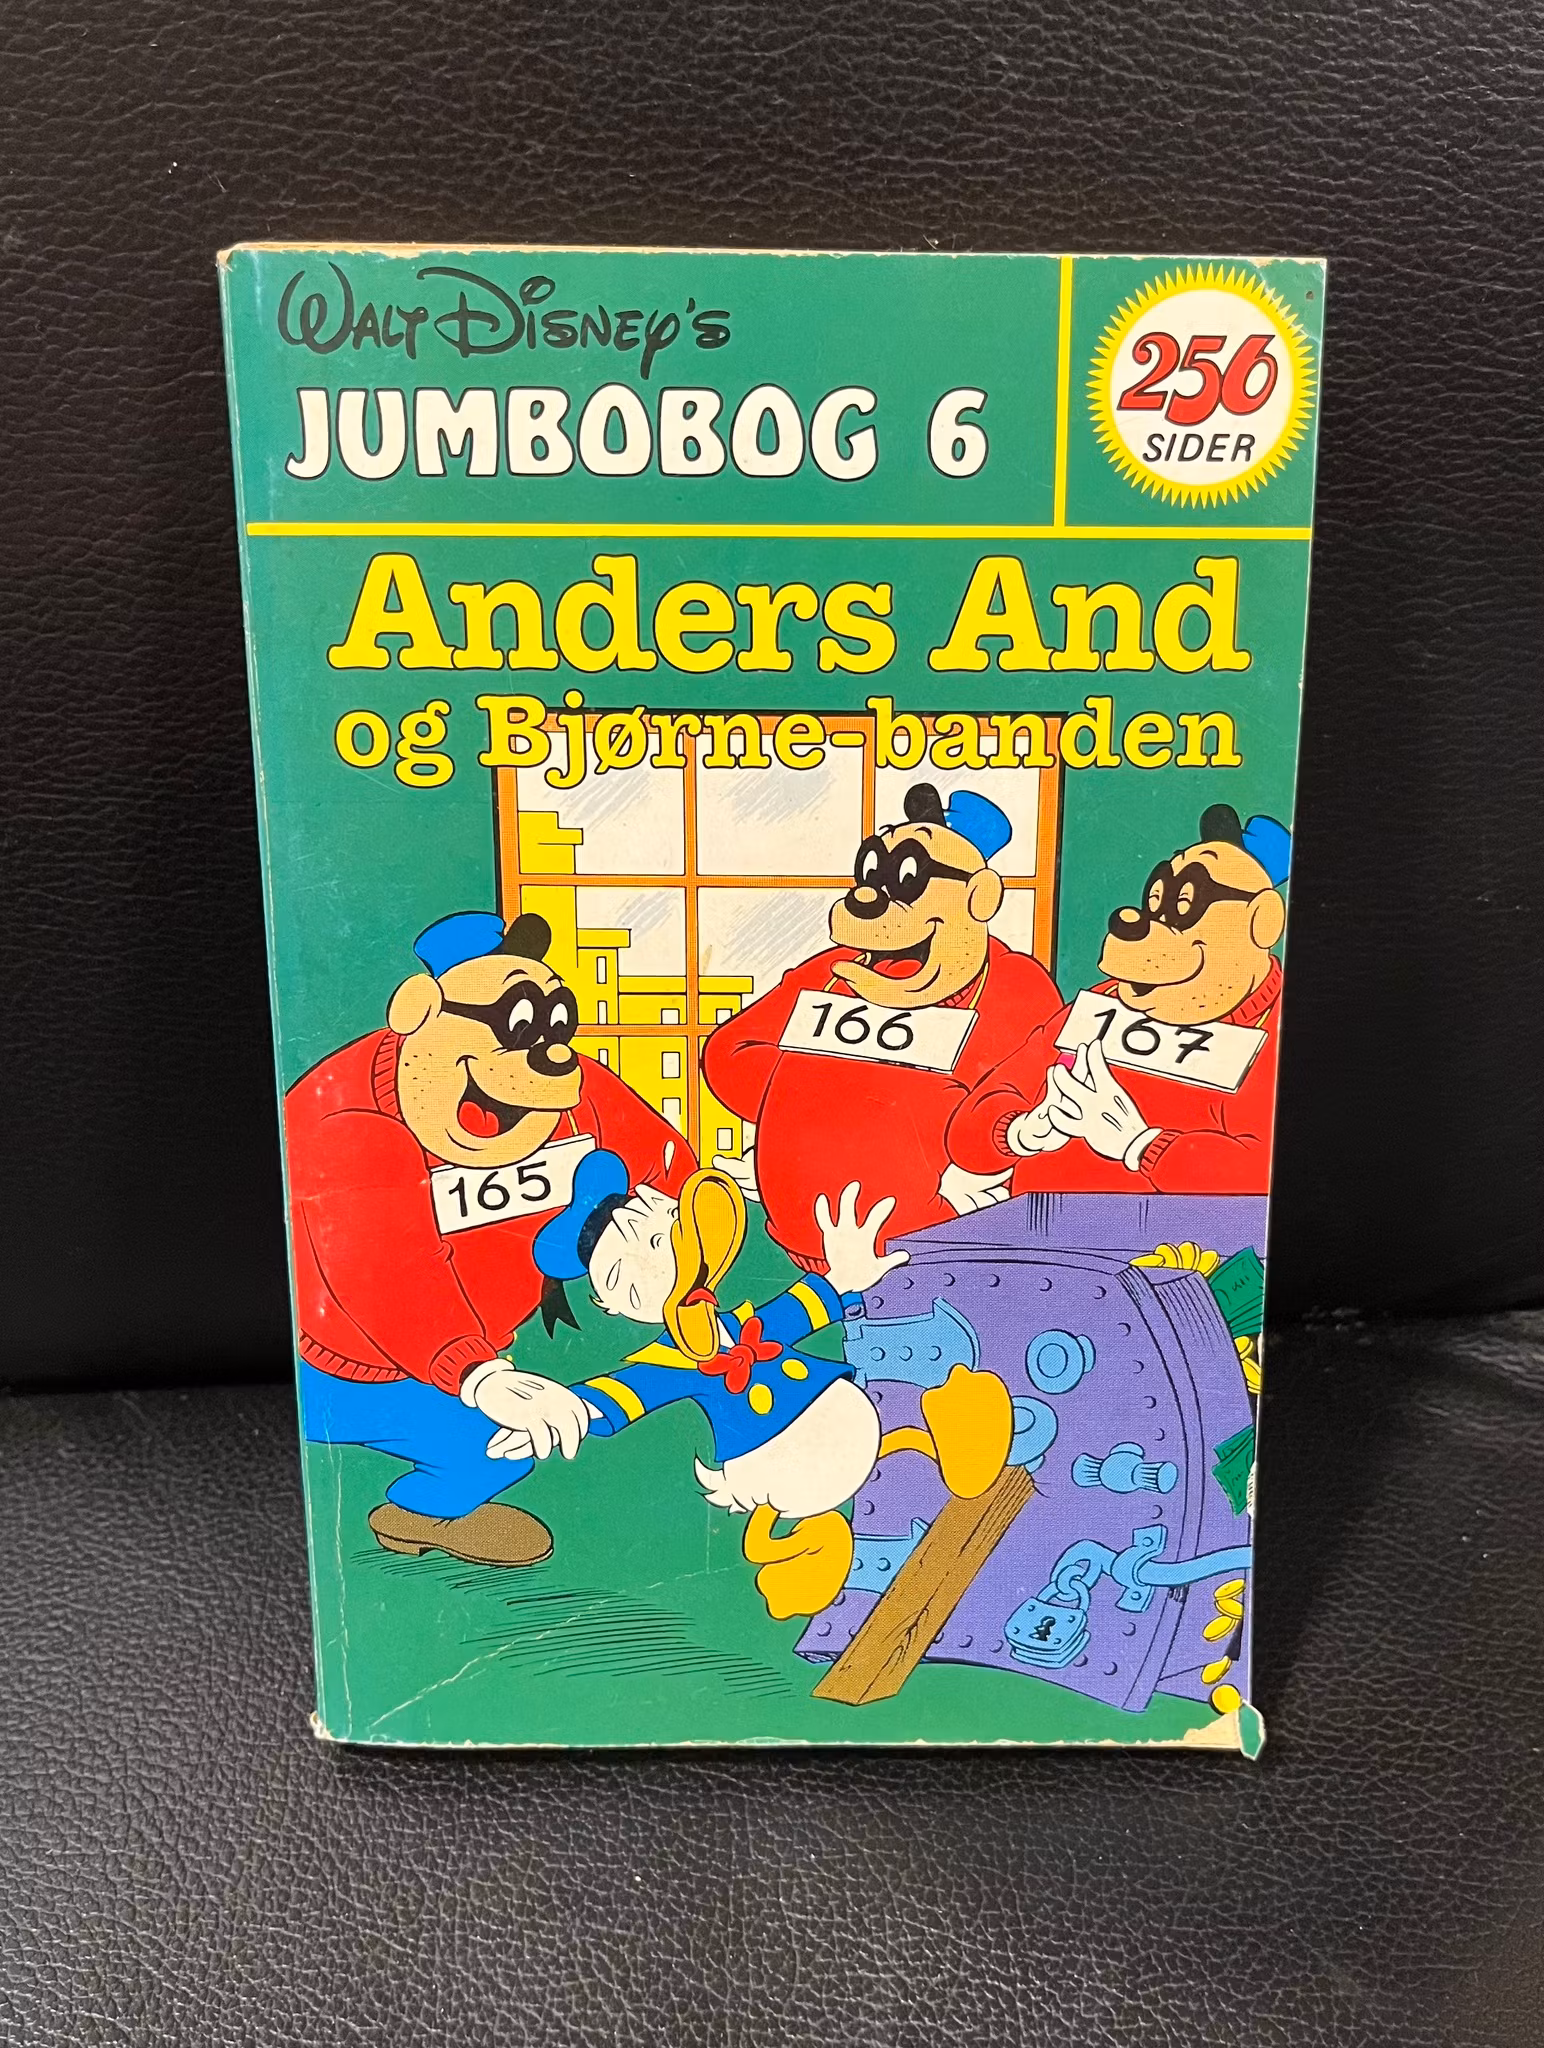 WALT DISNEY'S
JUMBOBOG 6
256
SIDER
Anders And
og Bjørne-banden
166
167
165